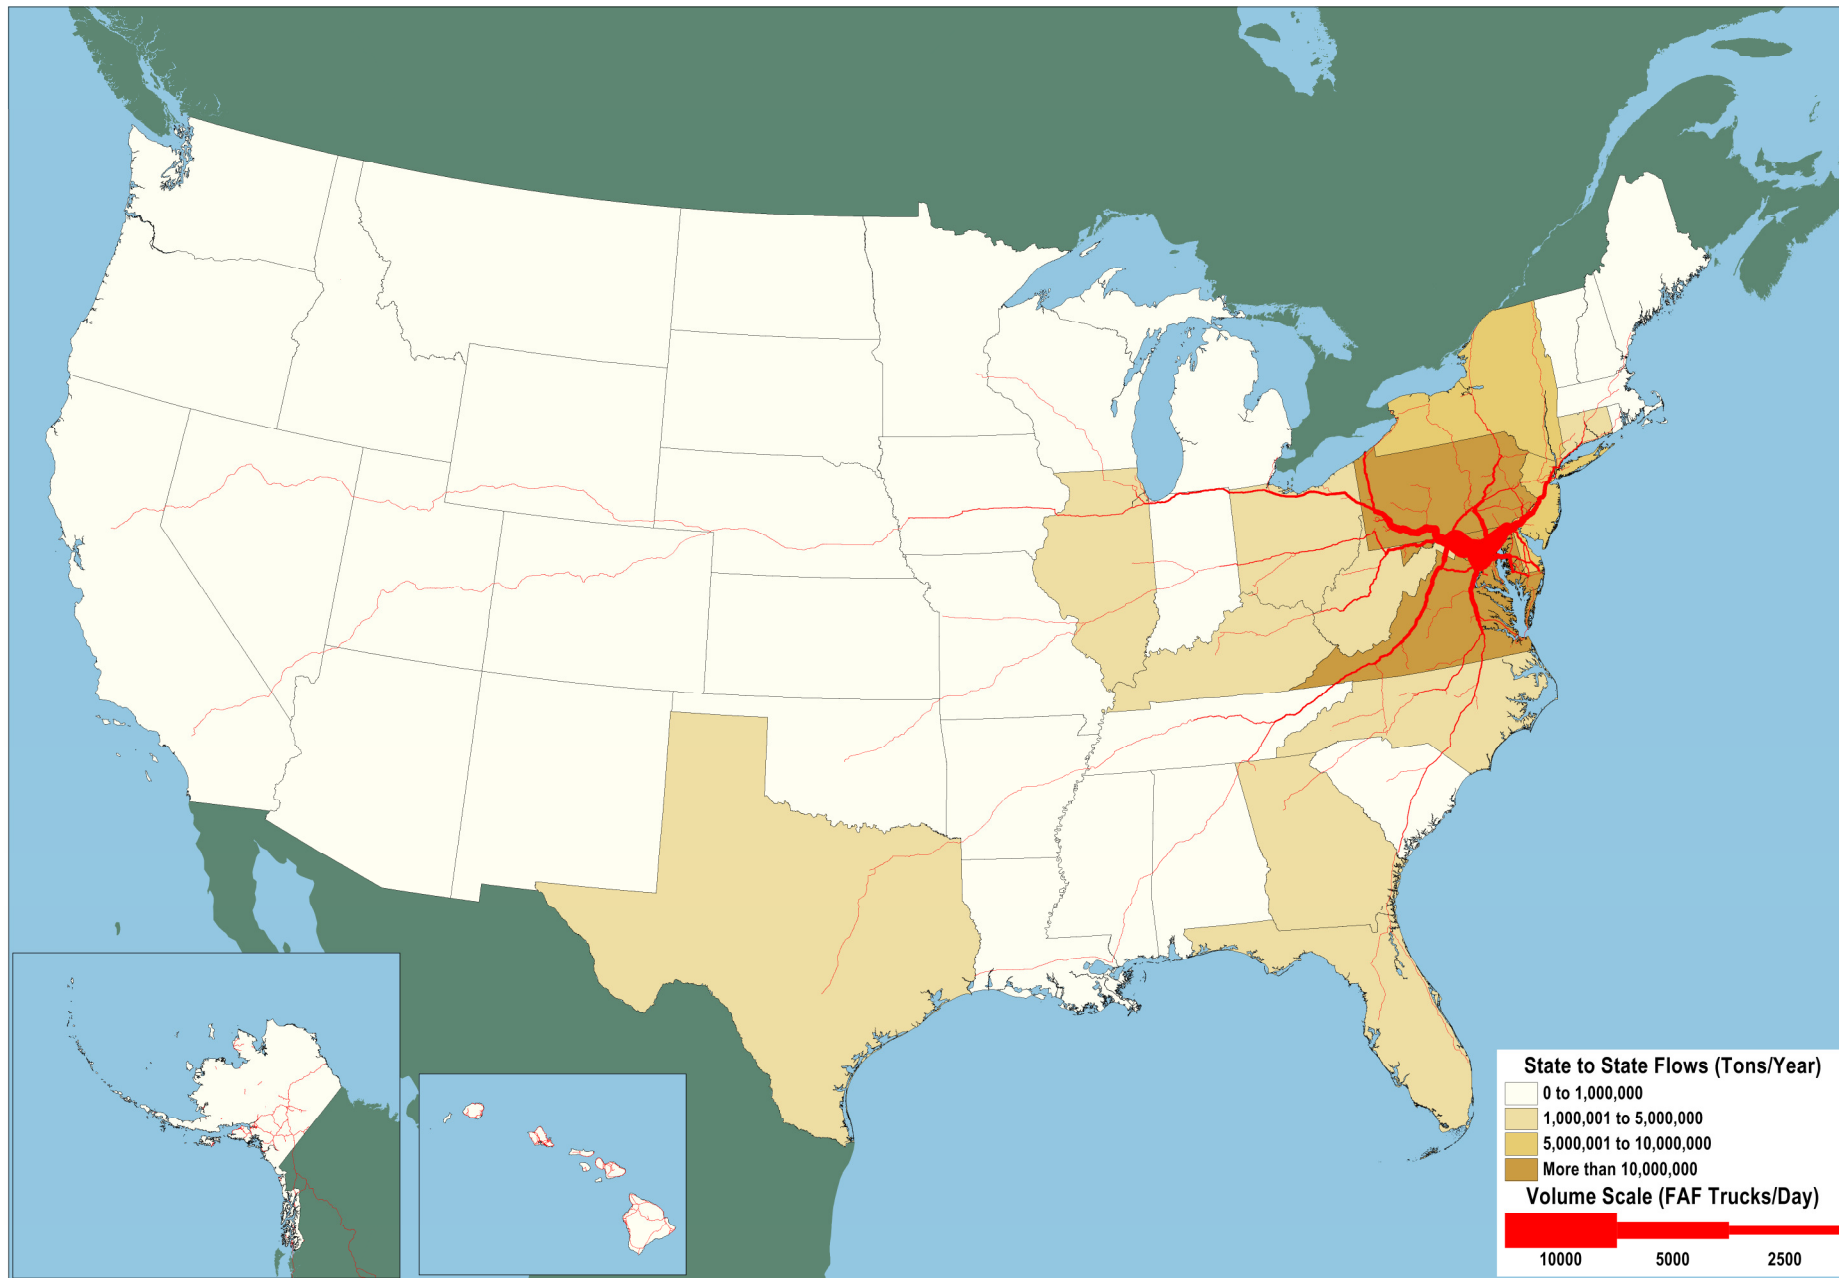 State to State Flows (Tons/Year)
0 to 1,000,000
1,000,001 to 5,000,000
5,000,001 to 10,000,000
More than 10,000,000
Volume Scale (FAF Trucks/Day)
10000 5000 2500